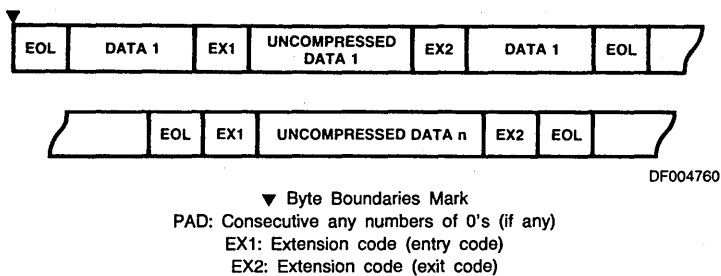 EOL DATA 1 EX1 UNCOMPRESSED DATA 1 EX2 DATA 1 EOL
EOL EX1 UNCOMPRESSED DATA n EX2 EOL
DF004760
▼ Byte Boundaries Mark
PAD: Consecutive any numbers of 0's (if any)
EX1: Extension code (entry code)
EX2: Extension code (exit code)